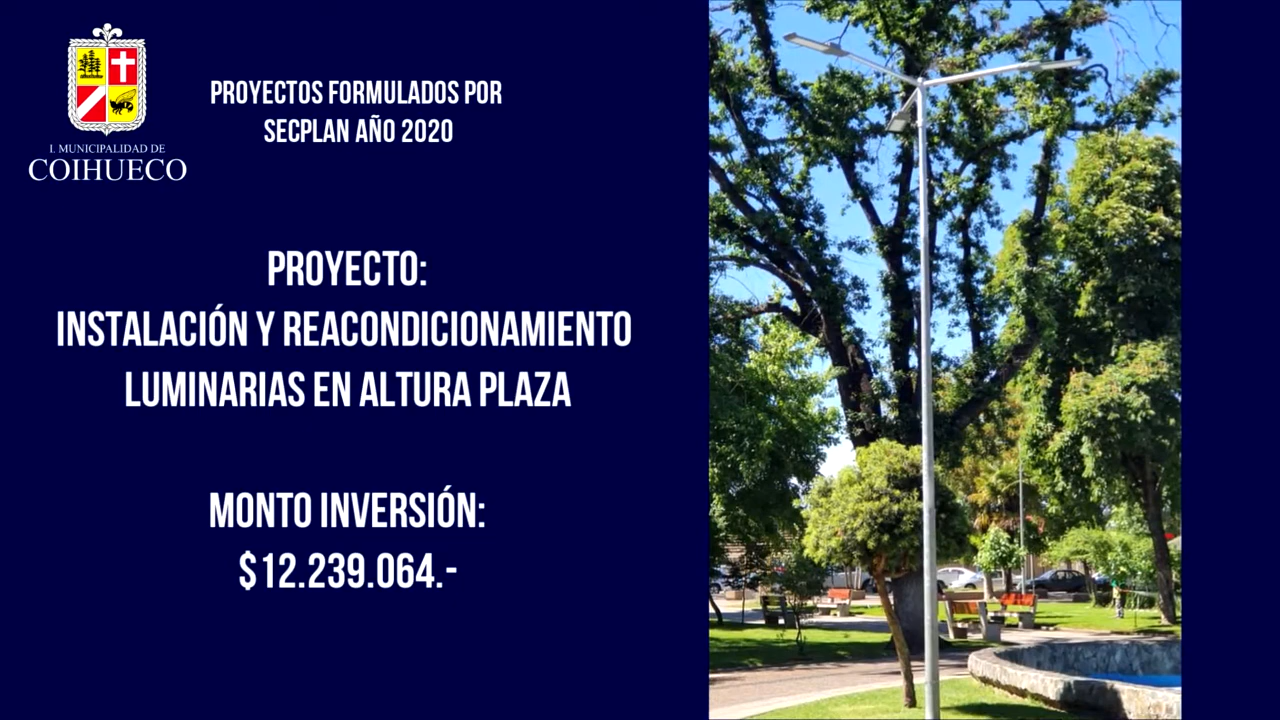 I. MUNICIPALIDAD DE
COIHUECO
PROYECTOS FORMULADOS POR
SECPLAN AÑO 2020
PROYECTO:
INSTALACIÓN Y REACONDICIONAMIENTO
LUMINARIAS EN ALTURA PLAZA
MONTO INVERSIÓN:
$12.239.064.-